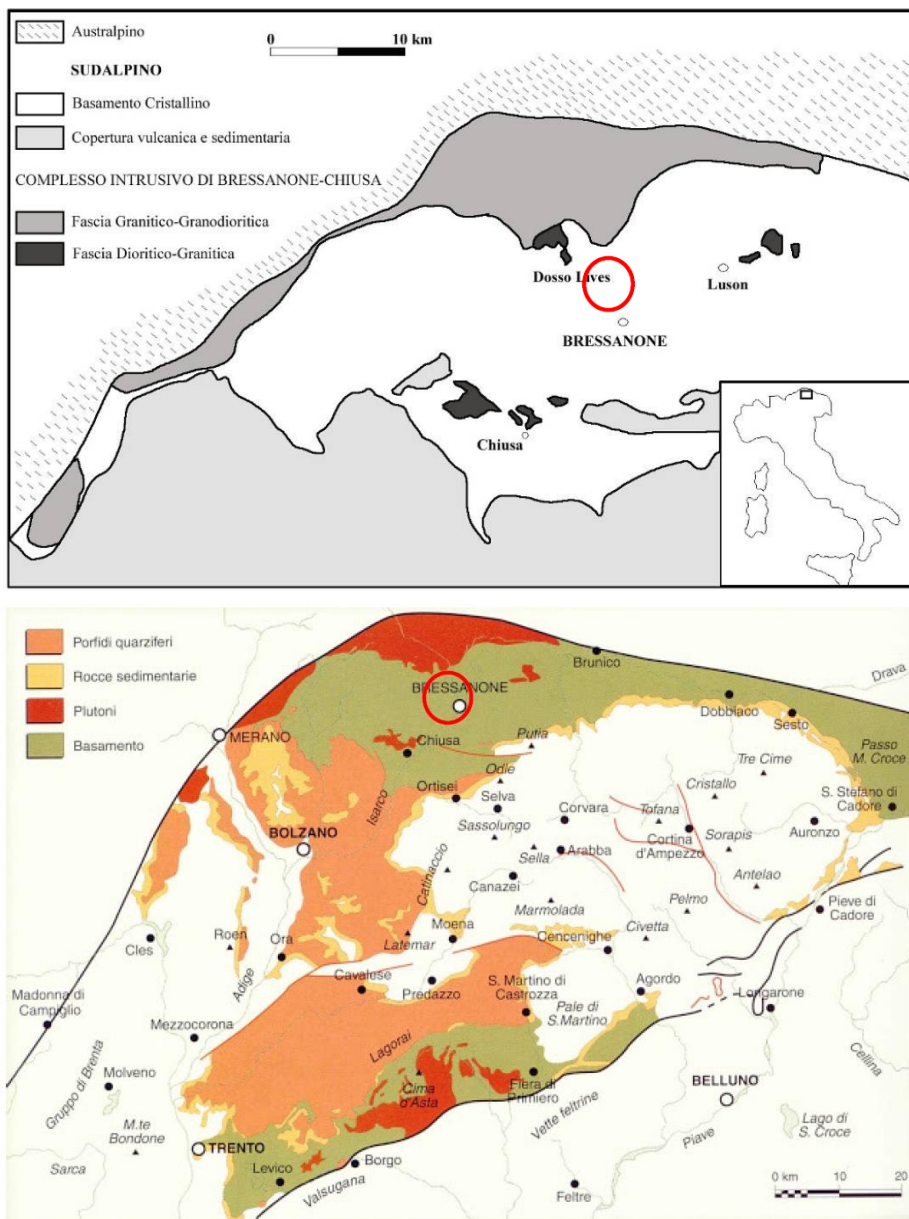 Australpino
0 10 km
SUDALPINO
Basamento Cristallino
Copertura vulcanica e sedimentaria
COMPLESSO INTRUSIVO DI BRESSANONE-CHIUSA
Fascia Granitico-Granodioritica
Fascia Dioritico-Granitica
Dosso Lives
Luson
BRESSANONE
Chiusa
Porfidi quarziferi
Rocce sedimentarie
Plutoni
Basamento
Brunico
Drava
BRESSANONE
Dobbiaco
Sesto
MERANO
Chiusa
Putia
Passo
M. Croce
Tre Cime
Odle
Ortisei
Isarco
Selva
Cristallo
S. Stefano di
Cadore
Corvara
Tofana
Sassolungo
BOLZANO
Cortina
d'Ampezzo
Sorapis
Auronzo
Sella
Arabba
Catinaccio
Canazei
Antelao
Marmolada
Pelmo
Pieve di
Cadore
Moena
Civetta
Roen
Ora
Latemar
Cencenighe
Cles
Adige
Cavalese
Predazzo
S. Martino di
Castrozza
Agordo
Madonna di
Campiglio
Pale di
S.Martino
Longarone
Mezzocorona
Lagorai
Gruppo di Brenta
Molveno
Cima
d'Asta
Fiera di
Primiero
Cellina
BELLUNO
Vette feltrine
M.te
Bondone
TRENTO
Lago di
S. Croce
Piave
Sarca
Levico
Borgo
Valsugana
Feltre
0 km 10 20